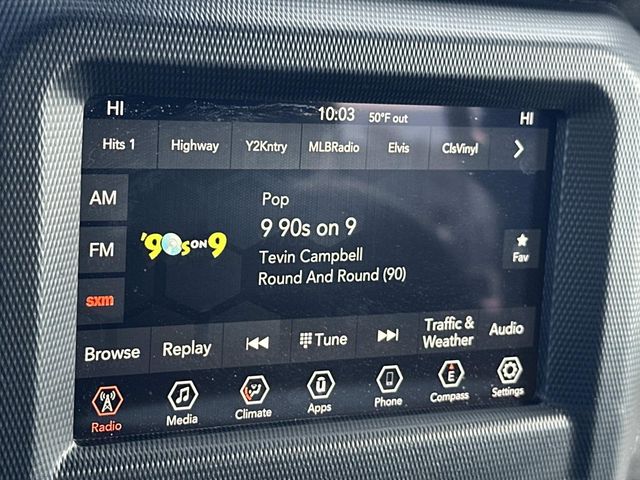 HI 10:03 50°F out HI
Hits 1 Highway Y2Kntry MLBRadio Elvis ClsVinyl
AM
FM
sxm
'90s ON 9
Pop
9 90s on 9
Tevin Campbell
Round And Round (90)
Fav
Browse Replay Tune Traffic & Weather Audio
Radio Media Climate Apps Phone E Compass Settings